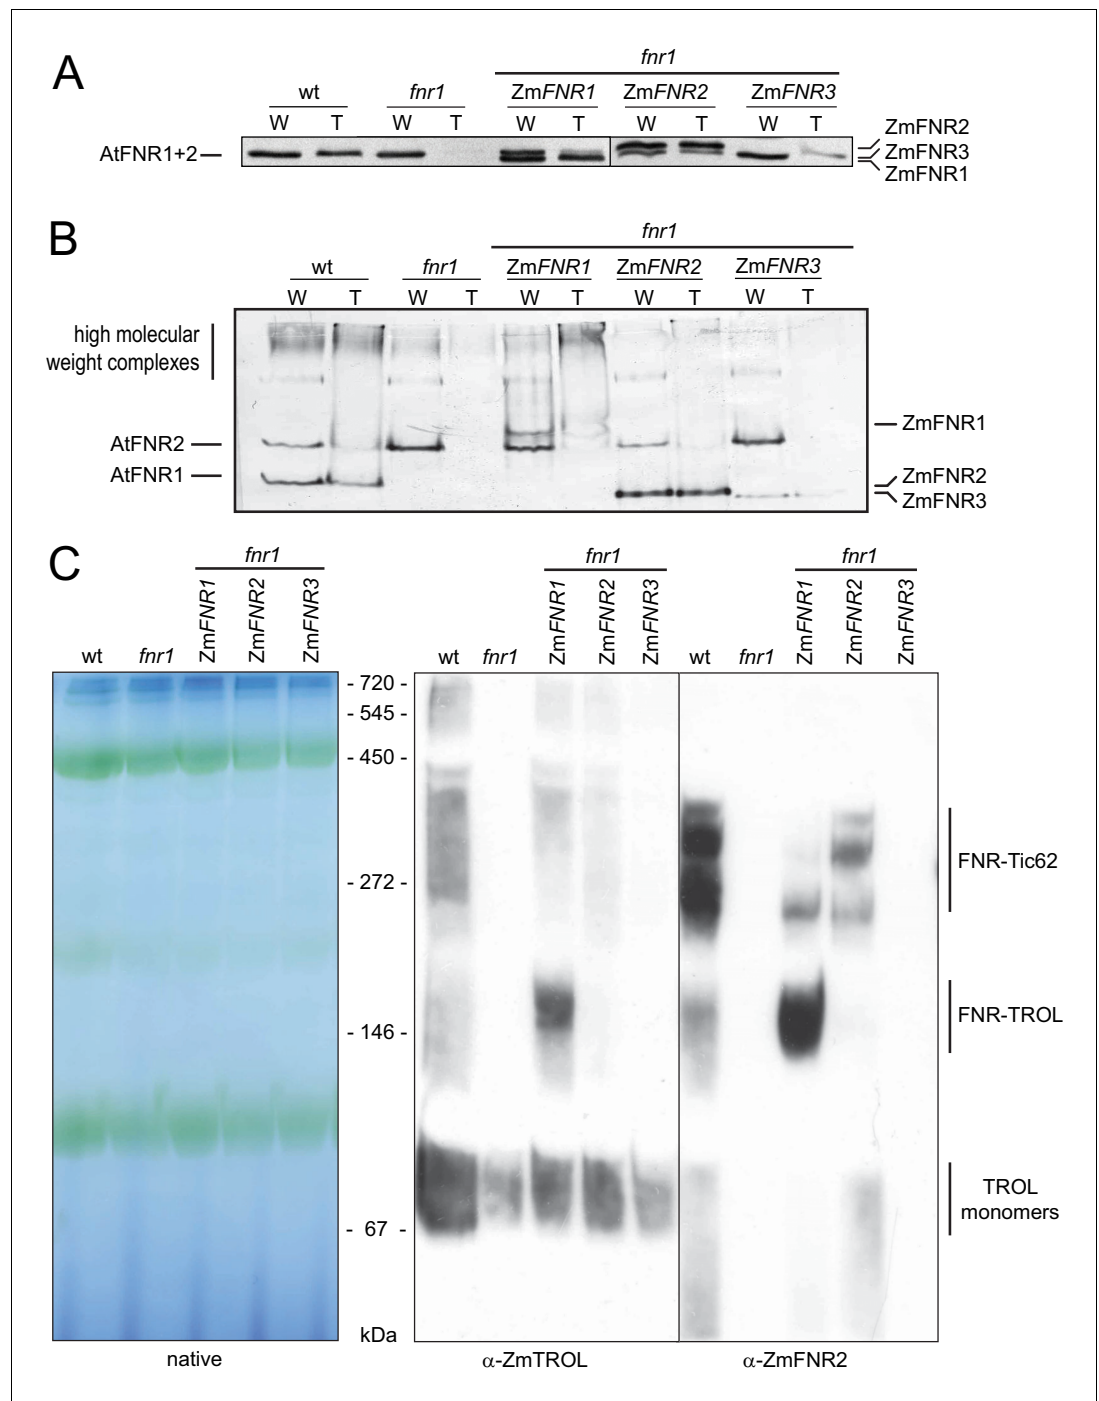 A
fnr1
wt fnr1 ZmFNR1 ZmFNR2 ZmFNR3
W T W T W T W T W T
AtFNR1+2
ZmFNR2
ZmFNR3
ZmFNR1
B
fnr1
wt fnr1 ZmFNR1 ZmFNR2 ZmFNR3
W T W T W T W T W T
high molecular
weight complexes
AtFNR2
AtFNR1
ZmFNR1
ZmFNR2
ZmFNR3
C
fnr1
wt fnr1 ZmFNR1 ZmFNR2 ZmFNR3
fnr1
wt fnr1 ZmFNR1 ZmFNR2 ZmFNR3
fnr1
wt fnr1 ZmFNR1 ZmFNR2 ZmFNR3
- 720 -
- 545 -
- 450 -
- 272 -
- 146 -
- 67 -
kDa
FNR-Tic62
FNR-TROL
TROL
monomers
native
α-ZmTROL
α-ZmFNR2